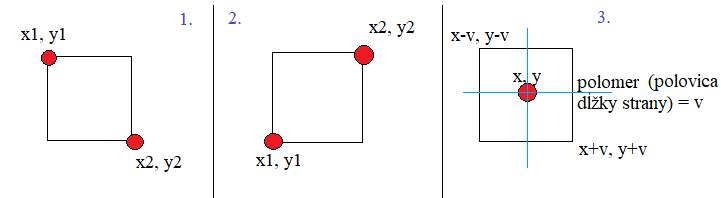 1.
x1, y1
x2, y2
2.
x2, y2
x1, y1
3.
x-v, y-v
x, y
polomer (polovica
dĺžky strany) = v
x+v, y+v